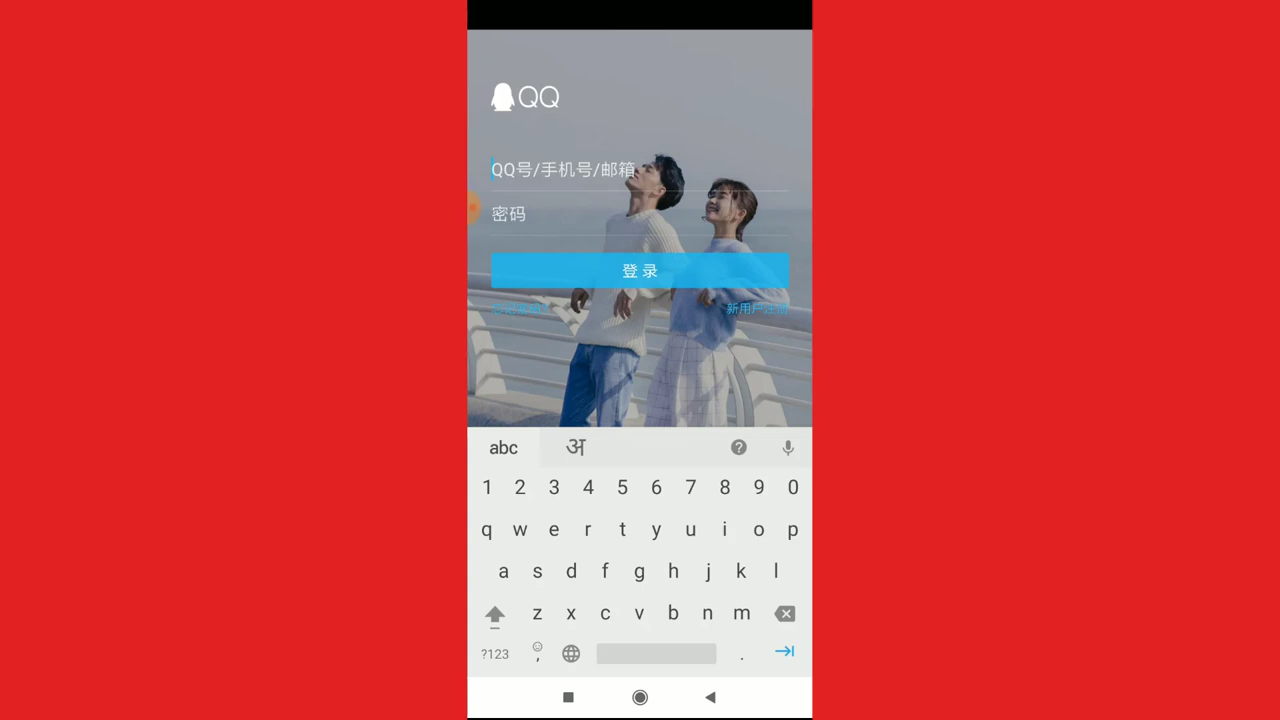 QQ
QQ号/手机号/邮箱
密码
登 录
新用户注册
abc अ
1 2 3 4 5 6 7 8 9 0
q w e r t y u i o p
a s d f g h j k l
z x c v b n m
?123 , .